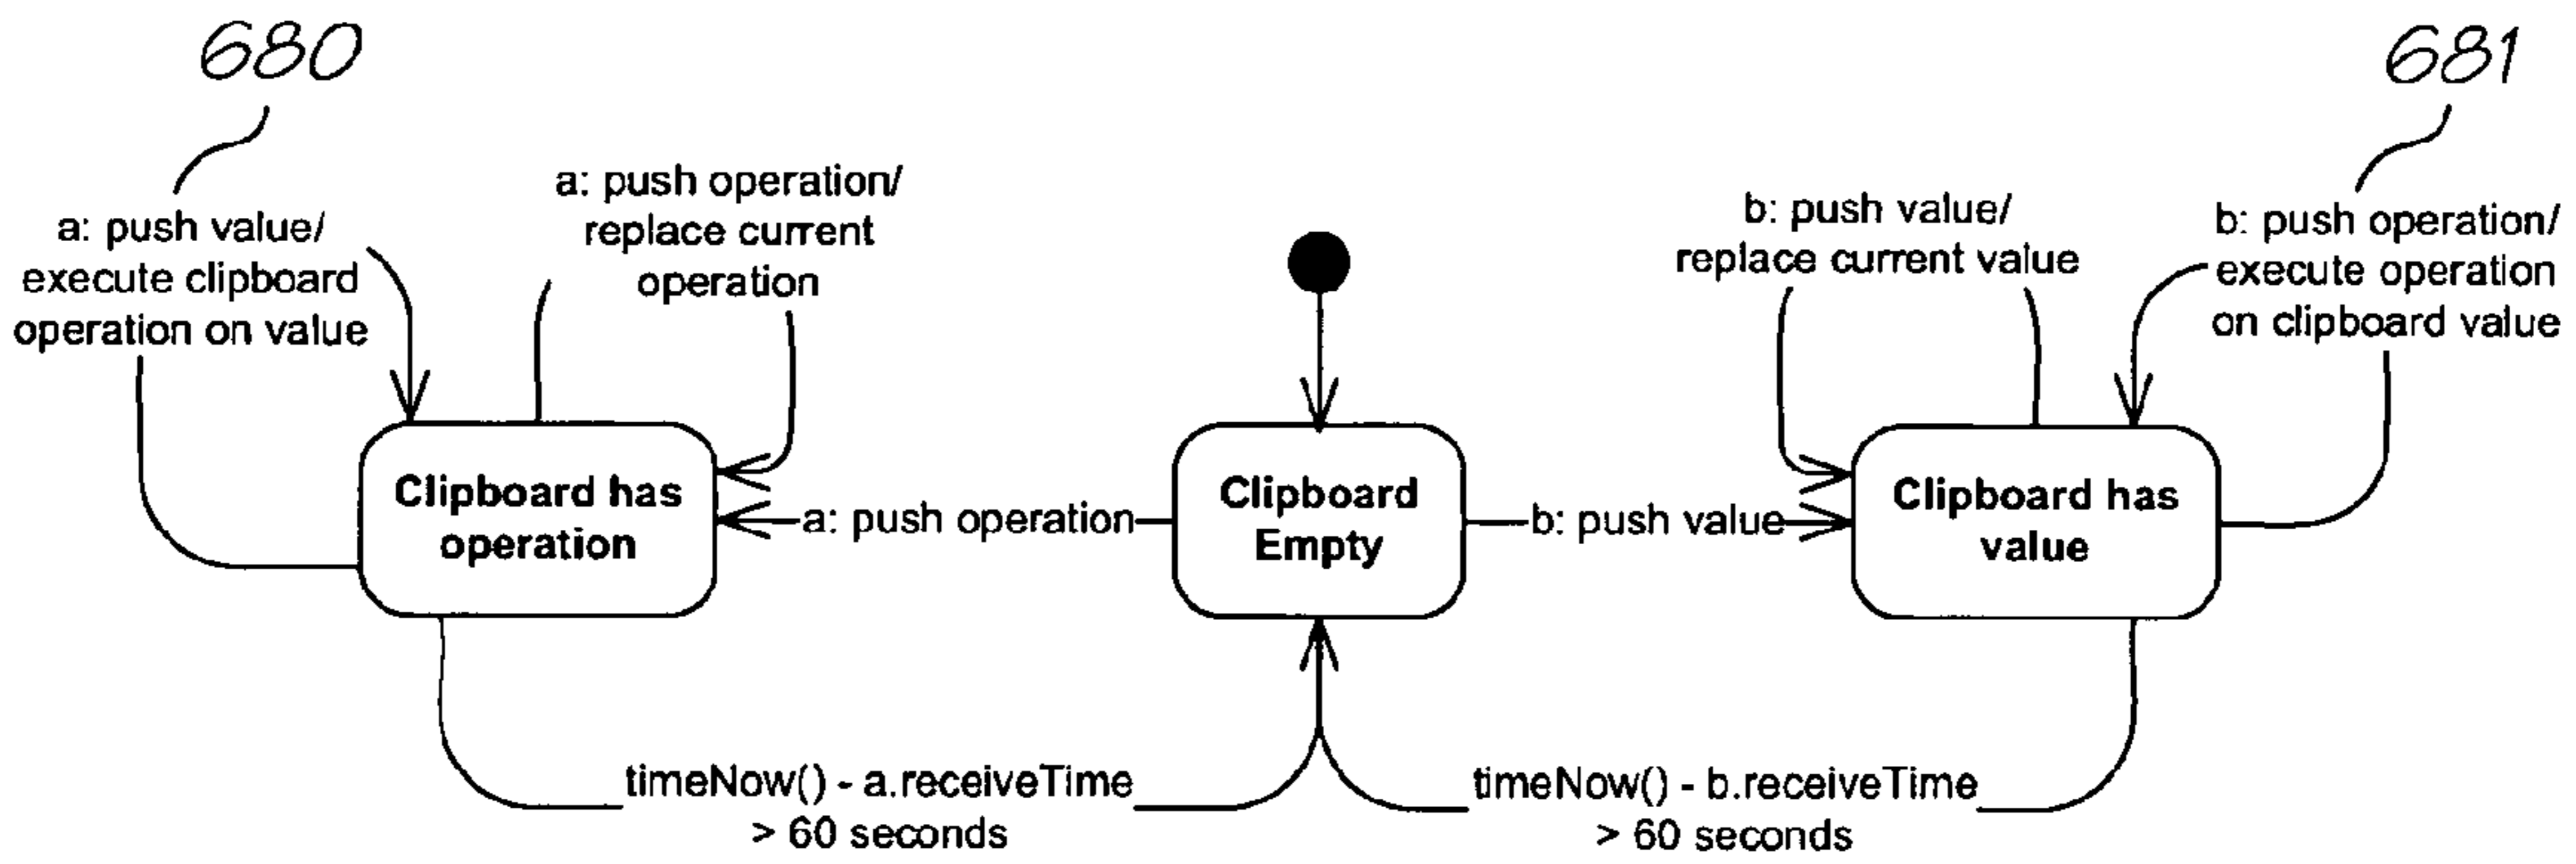 680
681
a: push value/
execute clipboard
operation on value
a: push operation/
replace current
operation
b: push value/
replace current value
b: push operation/
execute operation
on clipboard value
Clipboard has
operation
a: push operation
Clipboard
Empty
b: push value
Clipboard has
value
timeNow() - a.receiveTime
> 60 seconds
timeNow() - b.receiveTime
> 60 seconds